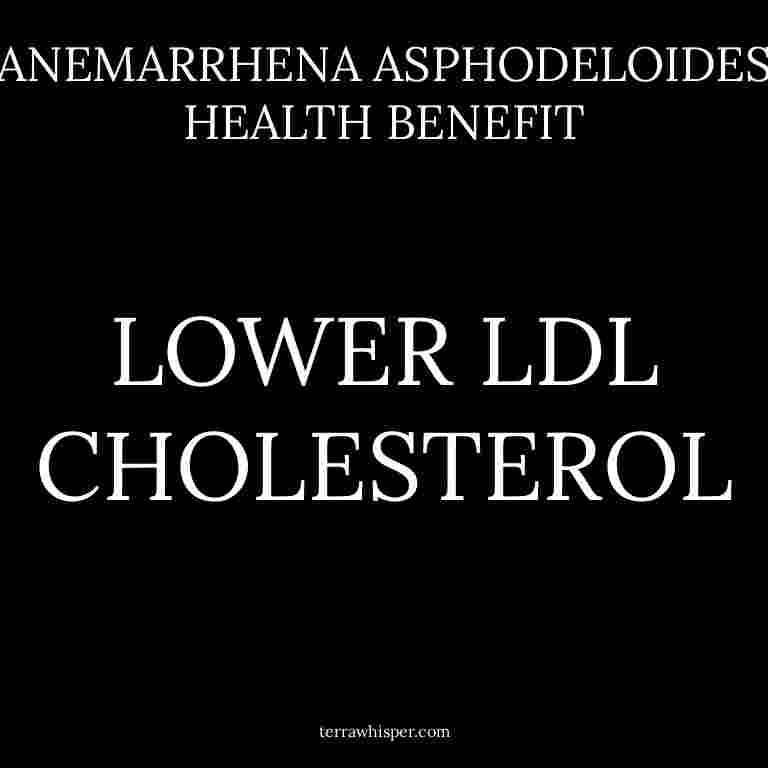 ANEMARRHENA ASPHODELOIDES
HEALTH BENEFIT
LOWER LDL
CHOLESTEROL
terrawhisper.com